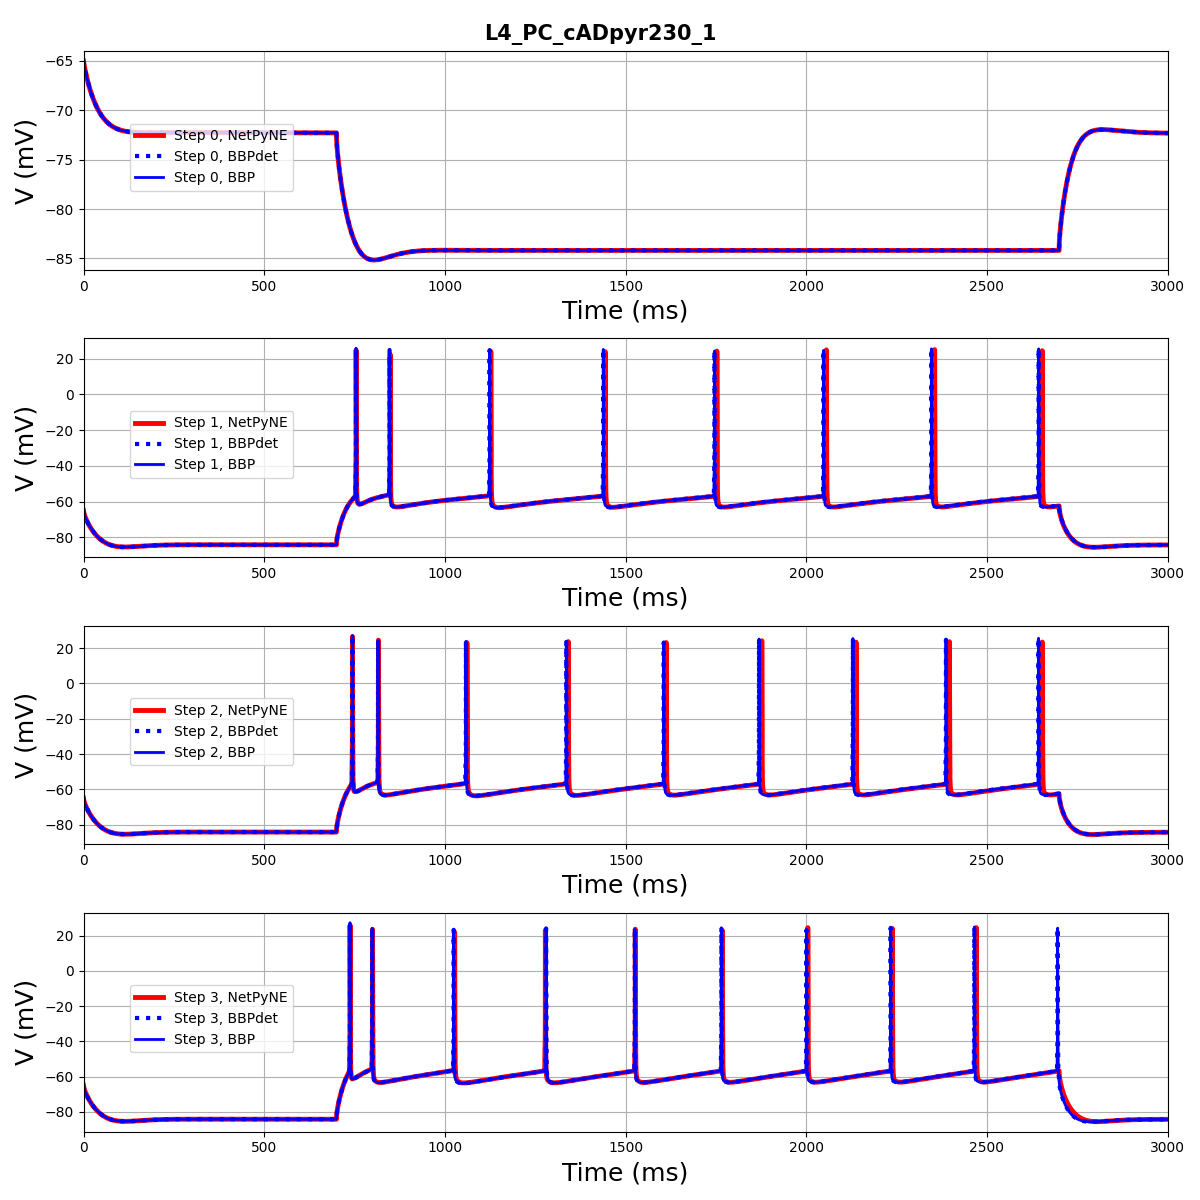 L4_PC_cADpyr230_1
−65
−70
−75
−80
−85
V (mV)
Step 0, NetPyNE
Step 0, BBPdet
Step 0, BBP
0 500 1000 1500 2000 2500 3000
Time (ms)
20
0
−20
−40
−60
−80
V (mV)
Step 1, NetPyNE
Step 1, BBPdet
Step 1, BBP
0 500 1000 1500 2000 2500 3000
Time (ms)
20
0
−20
−40
−60
−80
V (mV)
Step 2, NetPyNE
Step 2, BBPdet
Step 2, BBP
0 500 1000 1500 2000 2500 3000
Time (ms)
20
0
−20
−40
−60
−80
V (mV)
Step 3, NetPyNE
Step 3, BBPdet
Step 3, BBP
0 500 1000 1500 2000 2500 3000
Time (ms)